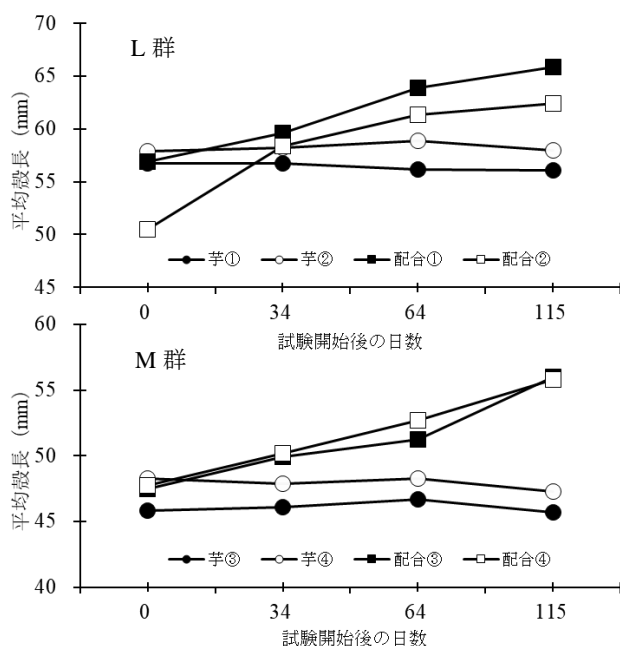 L 群
70
65
60
55
50
45
平均殻長（mm）
芋① 芋② 配合① 配合②
0 34 64 115
試験開始後の日数
M 群
60
55
50
45
40
平均殻長（mm）
芋③ 芋④ 配合③ 配合④
0 34 64 115
試験開始後の日数